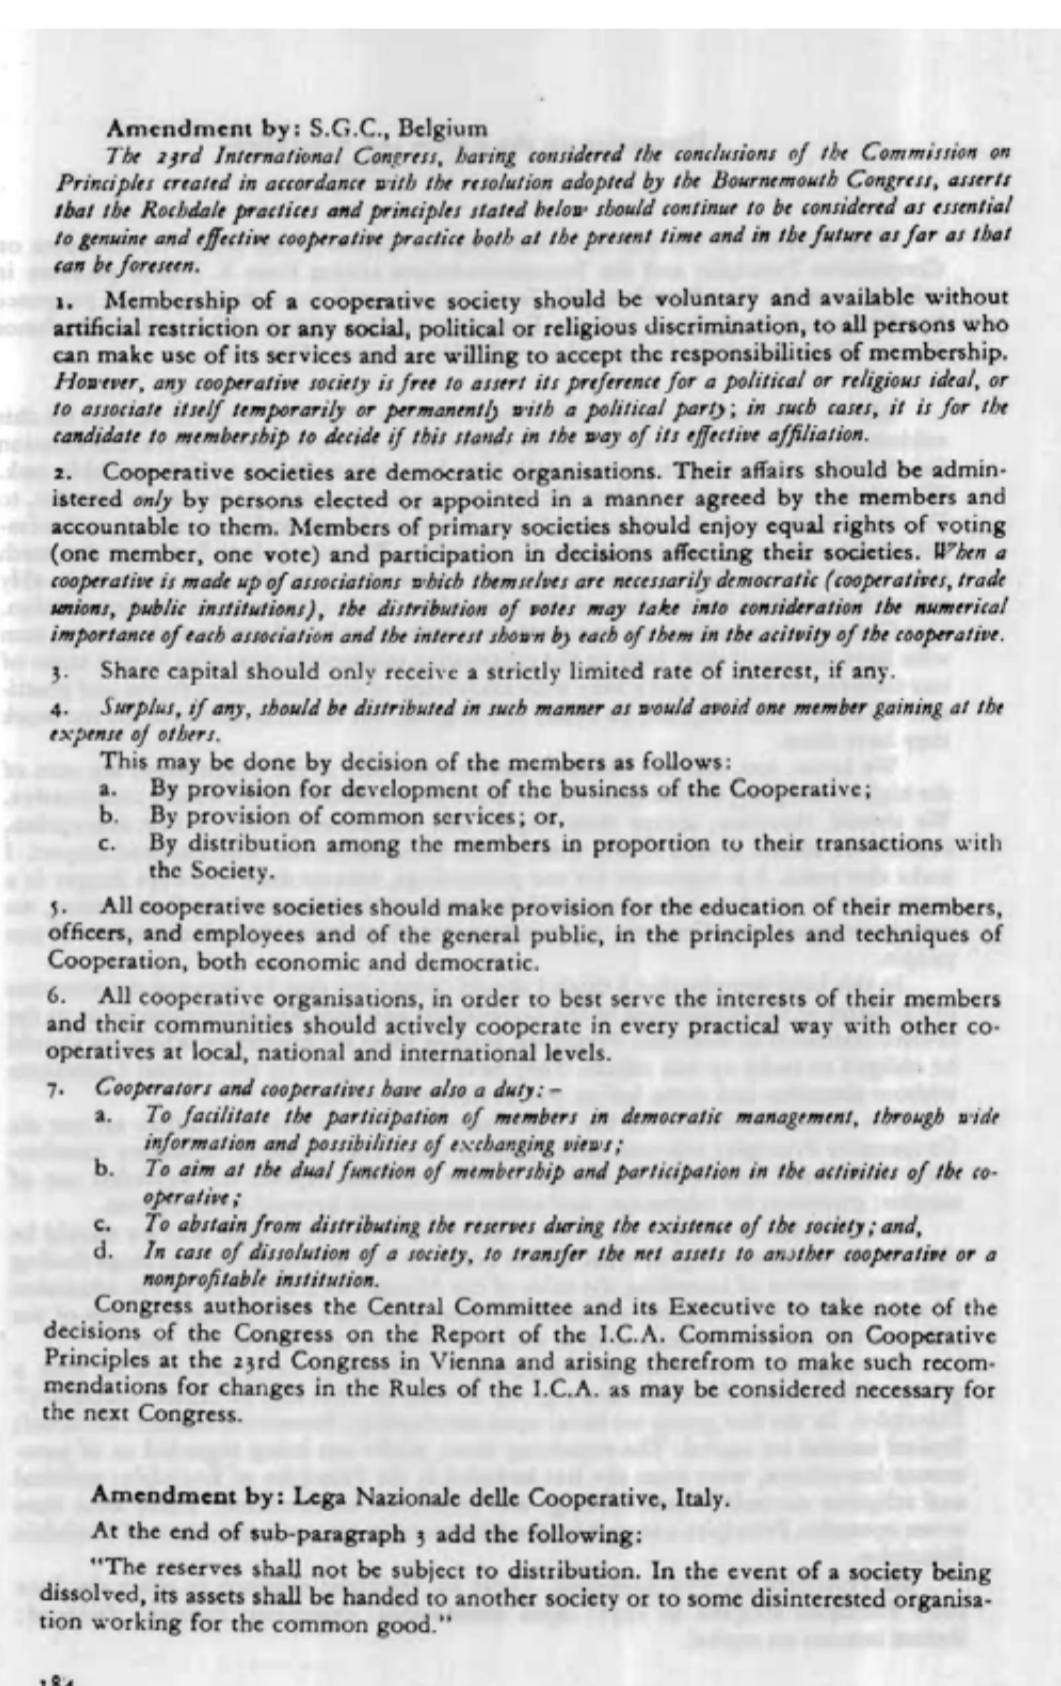 Amendment by: S.G.C., Belgium
The 23rd International Congress, having considered the conclusions of the Commission on
Principles created in accordance with the resolution adopted by the Bournemouth Congress, asserts
that the Rochdale practices and principles stated below should continue to be considered as essential
to genuine and effective cooperative practice both at the present time and in the future as far as that
can be foreseen.
1. Membership of a cooperative society should be voluntary and available without
artificial restriction or any social, political or religious discrimination, to all persons who
can make use of its services and are willing to accept the responsibilities of membership.
However, any cooperative society is free to assert its preference for a political or religious ideal, or
to associate itself temporarily or permanently with a political party; in such cases, it is for the
candidate to membership to decide if this stands in the way of its effective affiliation.
2. Cooperative societies are democratic organisations. Their affairs should be admin-
istered only by persons elected or appointed in a manner agreed by the members and
accountable to them. Members of primary societies should enjoy equal rights of voting
(one member, one vote) and participation in decisions affecting their societies. When a
cooperative is made up of associations which themselves are necessarily democratic (cooperatives, trade
unions, public institutions), the distribution of votes may take into consideration the numerical
importance of each association and the interest shown by each of them in the acitvity of the cooperative.
3. Share capital should only receive a strictly limited rate of interest, if any.
4. Surplus, if any, should be distributed in such manner as would avoid one member gaining at the
expense of others.
This may be done by decision of the members as follows:
a. By provision for development of the business of the Cooperative;
b. By provision of common services; or,
c. By distribution among the members in proportion to their transactions with
the Society.
5. All cooperative societies should make provision for the education of their members,
officers, and employees and of the general public, in the principles and techniques of
Cooperation, both economic and democratic.
6. All cooperative organisations, in order to best serve the interests of their members
and their communities should actively cooperate in every practical way with other co-
operatives at local, national and international levels.
7. Cooperators and cooperatives have also a duty: –
a. To facilitate the participation of members in democratic management, through wide
information and possibilities of exchanging views;
b. To aim at the dual function of membership and participation in the activities of the co-
operative;
c. To abstain from distributing the reserves during the existence of the society; and,
d. In case of dissolution of a society, to transfer the net assets to another cooperative or a
nonprofitable institution.
Congress authorises the Central Committee and its Executive to take note of the
decisions of the Congress on the Report of the I.C.A. Commission on Cooperative
Principles at the 23rd Congress in Vienna and arising therefrom to make such recom-
mendations for changes in the Rules of the I.C.A. as may be considered necessary for
the next Congress.
Amendment by: Lega Nazionale delle Cooperative, Italy.
At the end of sub-paragraph 3 add the following:
"The reserves shall not be subject to distribution. In the event of a society being
dissolved, its assets shall be handed to another society or to some disinterested organisa-
tion working for the common good."
184